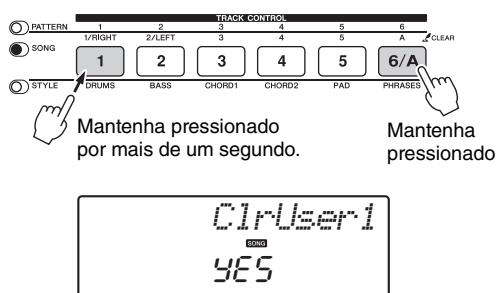 TRACK CONTROL
PATTERN 1 2 3 4 5 6
1/RIGHT 2/LEFT 3 4 5 A CLEAR
SONG
1 2 3 4 5 6/A
STYLE DRUMS BASS CHORD1 CHORD2 PAD PHRASES
Mantenha pressionado
por mais de um segundo.
Mantenha
pressionado
ClrUser1
SONG
YES